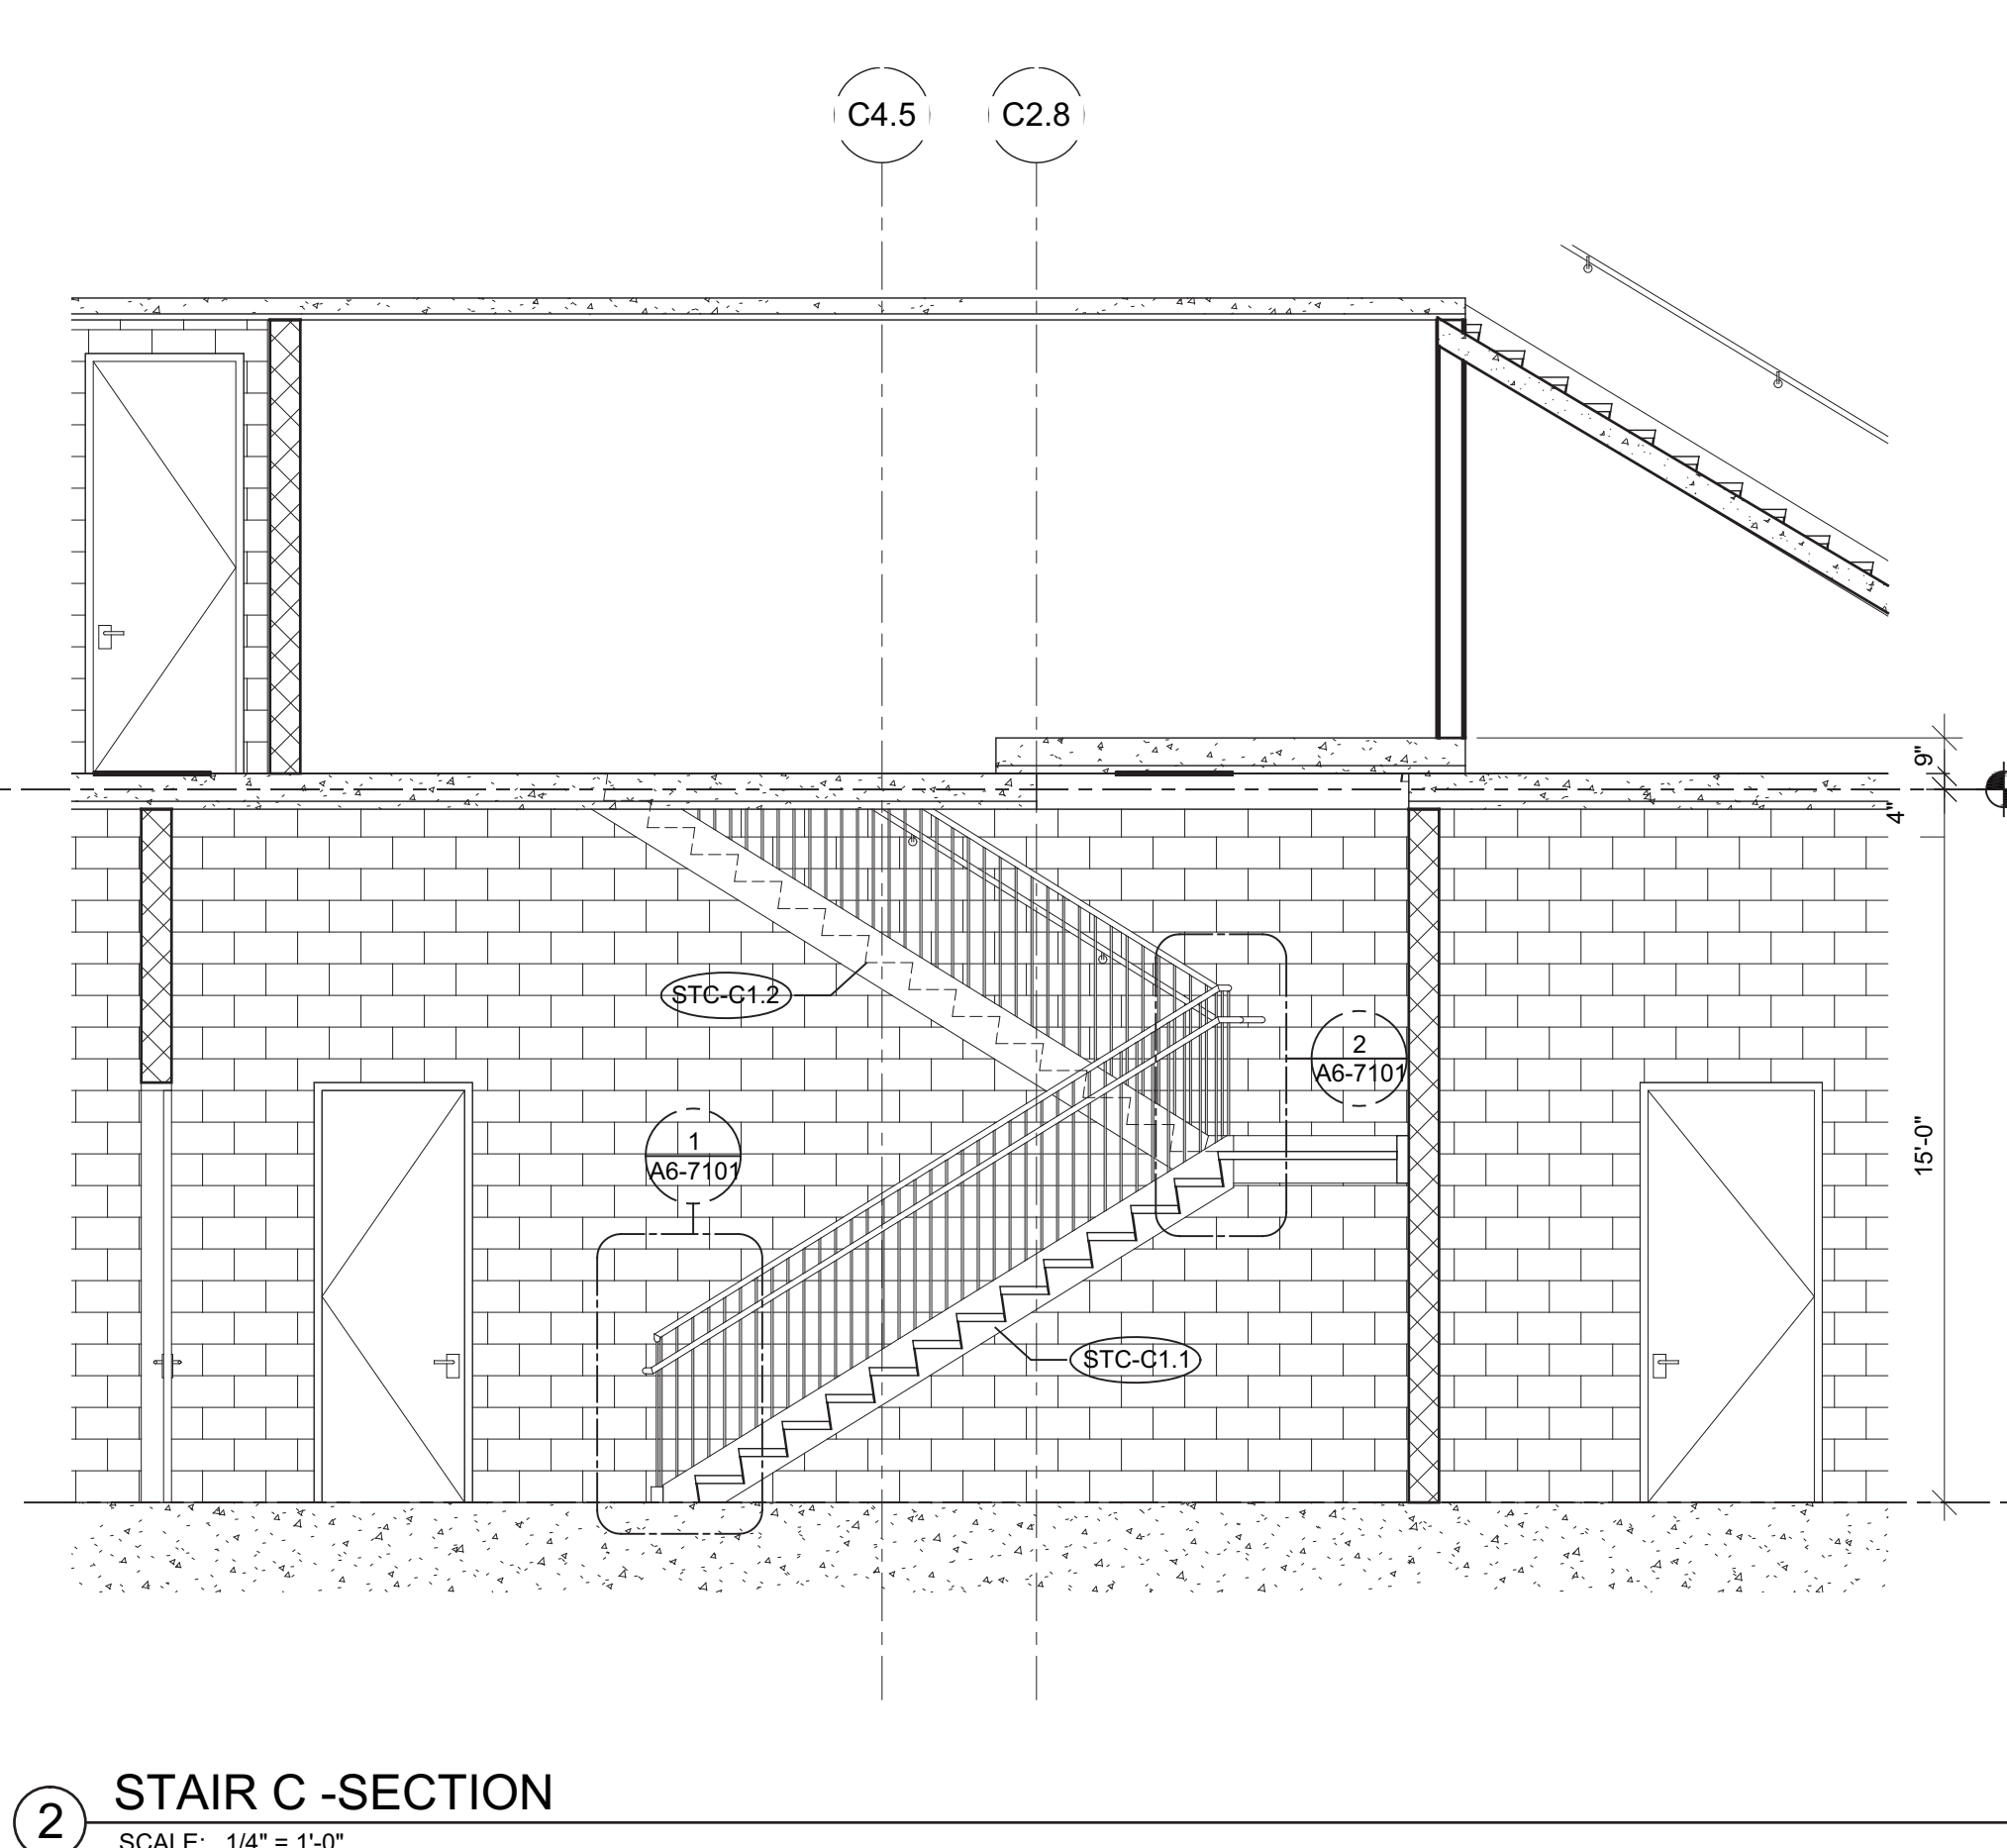 C4.5
C2.8
9"
4"
STC-C1.2
2
A6-7101
1
A6-7101
15'-0"
STC-C1.1
2
STAIR C -SECTION
SCALE: 1/4" = 1'-0"